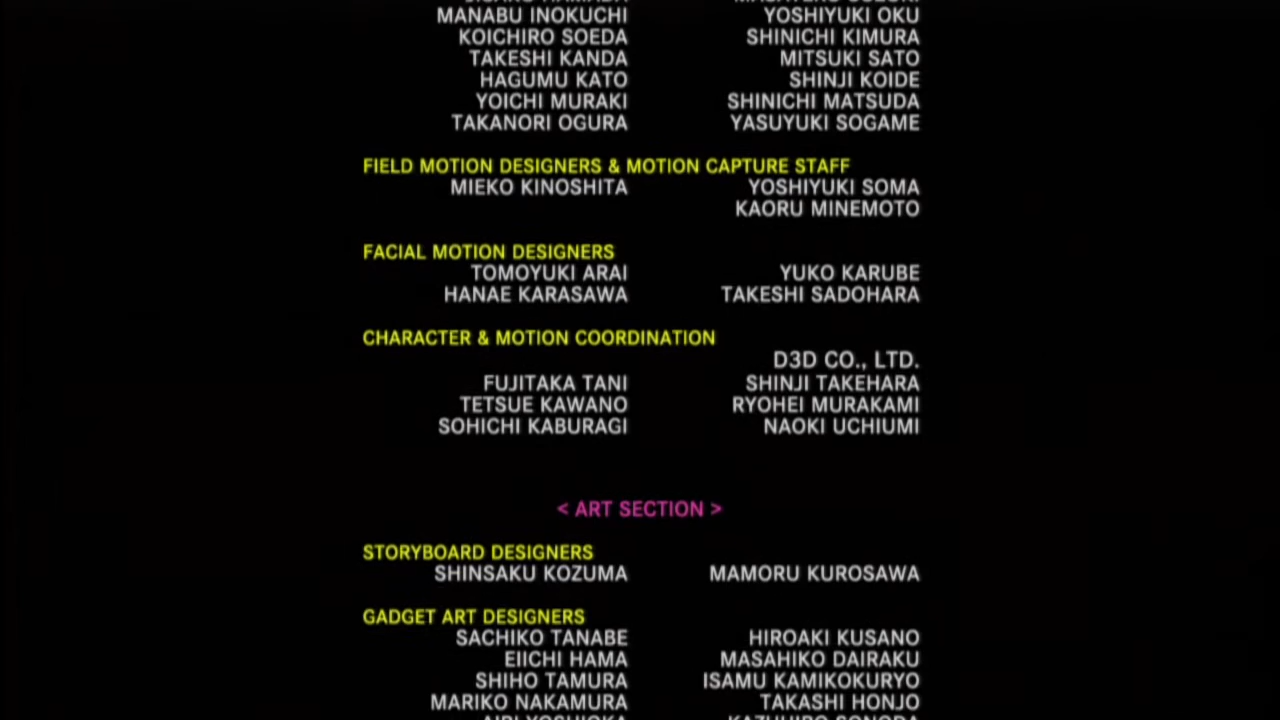 MANABU INOKUCHI YOSHIYUKI OKU
KOICHIRO SOEDA SHINICHI KIMURA
TAKESHI KANDA MITSUKI SATO
HAGUMU KATO SHINJI KOIDE
YOICHI MURAKI SHINICHI MATSUDA
TAKANORI OGURA YASUYUKI SOGAME
FIELD MOTION DESIGNERS & MOTION CAPTURE STAFF
MIEKO KINOSHITA YOSHIYUKI SOMA
KAORU MINEMOTO
FACIAL MOTION DESIGNERS
TOMOYUKI ARAI YUKO KARUBE
HANAE KARASAWA TAKESHI SADOHARA
CHARACTER & MOTION COORDINATION
D3D CO., LTD.
FUJITAKA TANI SHINJI TAKEHARA
TETSUE KAWANO RYOHEI MURAKAMI
SOHICHI KABURAGI NAOKI UCHIUMI
< ART SECTION >
STORYBOARD DESIGNERS
SHINSAKU KOZUMA MAMORU KUROSAWA
GADGET ART DESIGNERS
SACHIKO TANABE HIROAKI KUSANO
EIICHI HAMA MASAHIKO DAIRAKU
SHIHO TAMURA ISAMU KAMIKOKURYO
MARIKO NAKAMURA TAKASHI HONJO